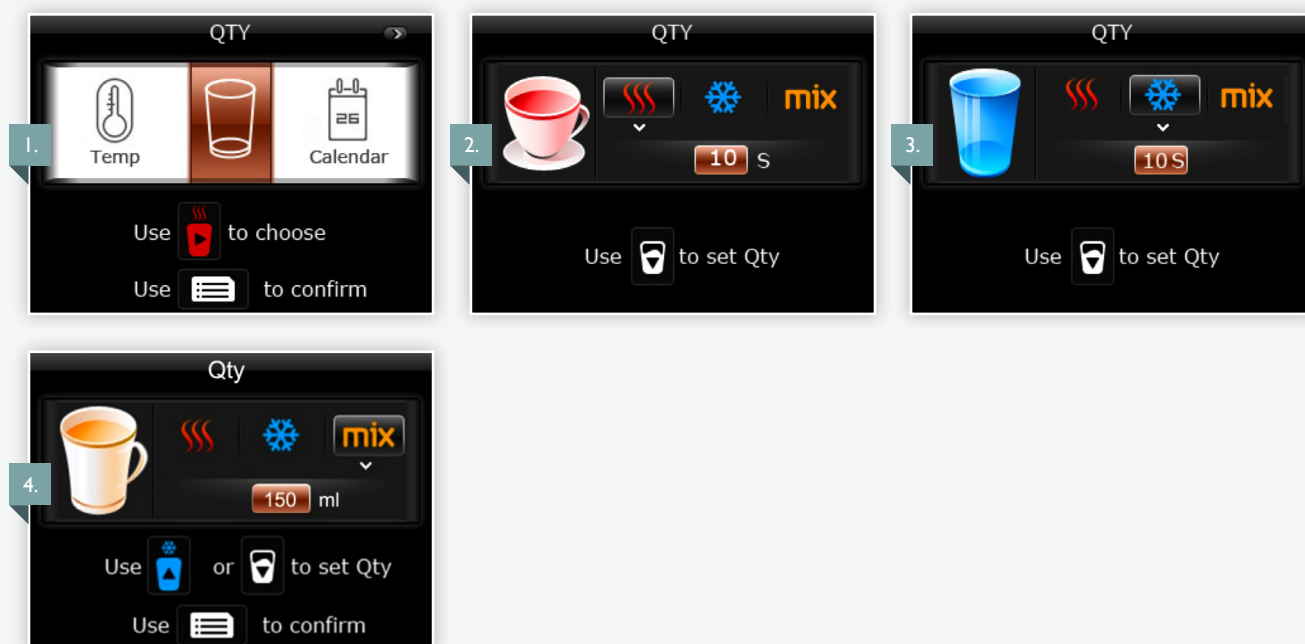 QTY
1.
Temp
26
Calendar
Use to choose
Use to confirm
QTY
2.
mix
10 S
Use to set Qty
QTY
3.
mix
10 S
Use to set Qty
Qty
4.
mix
150 ml
Use or to set Qty
Use to confirm